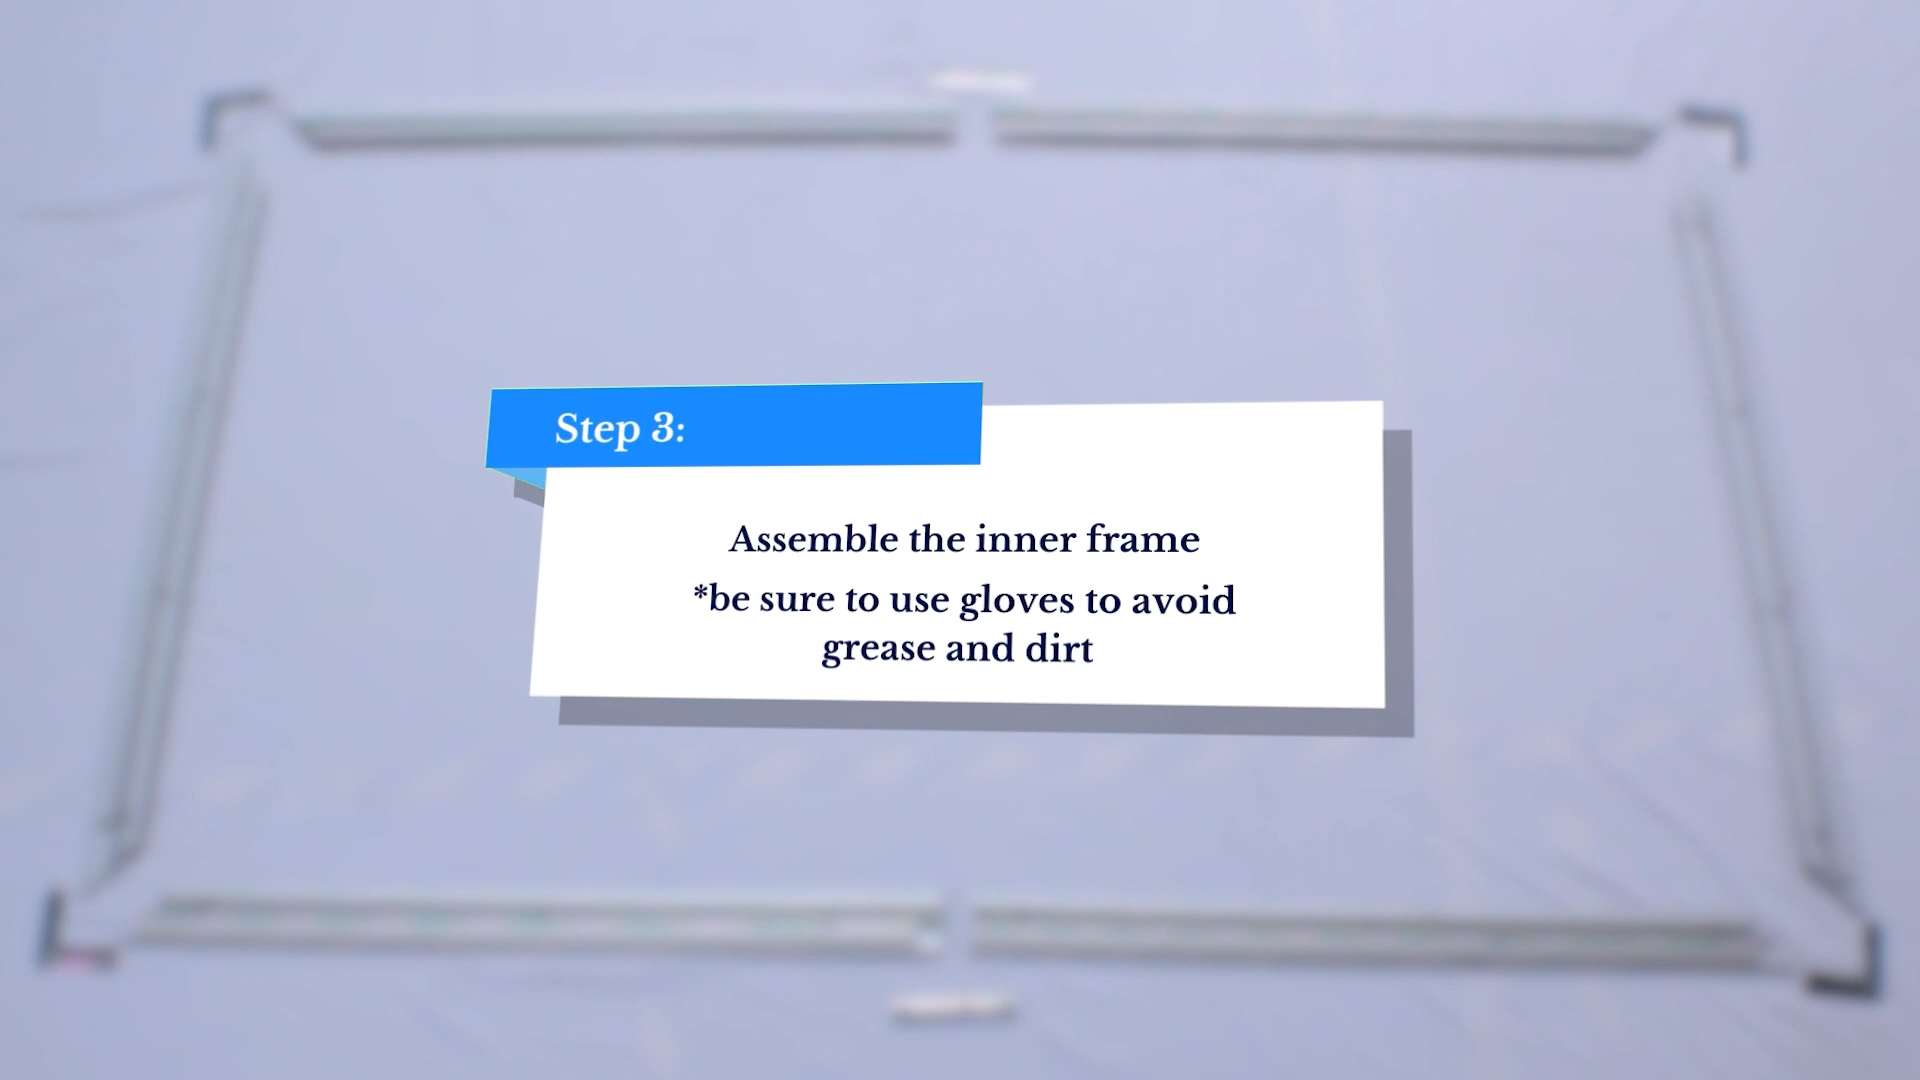 Step 3:
Assemble the inner frame
*be sure to use gloves to avoid
grease and dirt